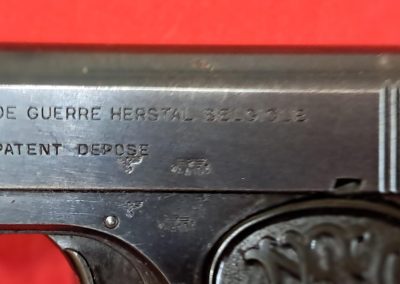 DE GUERRE HERSTAL BELGIQUE
PATENT DEPOSE